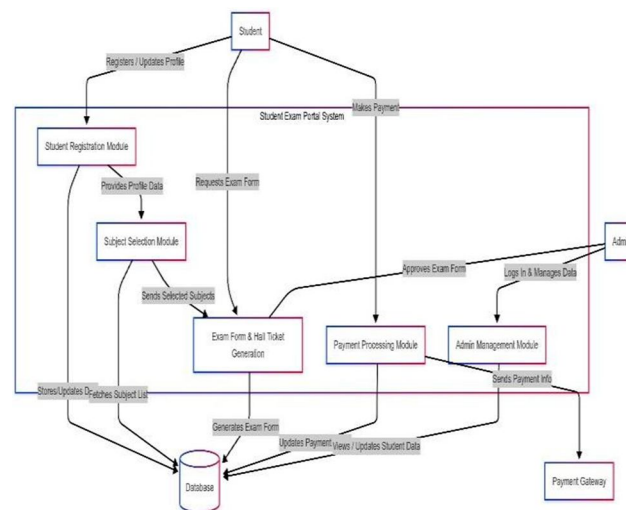 Student
Registers / Updates Profile
Makes Payment
Student Exam Portal System
Student Registration Module
Provides Profile Data
Requests Exam Form
Subject Selection Module
Approves Exam Form
Logs In & Manages Data
Sends Selected Subjects
Exam Form & Hall Ticket
Generation
Payment Processing Module
Admin Management Module
Sends Payment Info
Stores/Updates
Fetches Subject List
Generates Exam Form
Updates Payment
Views / Updates Student Data
Database
Payment Gateway